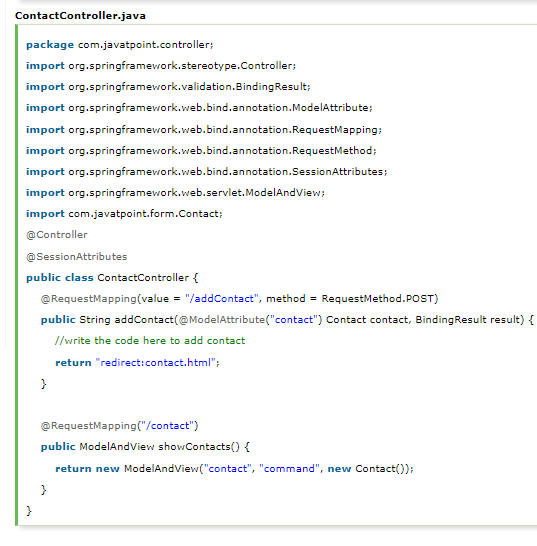 ContactController.java
package com.javatpoint.controller;
import org.springframework.stereotype.Controller;
import org.springframework.validation.BindingResult;
import org.springframework.web.bind.annotation.ModelAttribute;
import org.springframework.web.bind.annotation.RequestMapping;
import org.springframework.web.bind.annotation.RequestMethod;
import org.springframework.web.bind.annotation.SessionAttributes;
import org.springframework.web.servlet.ModelAndView;
import com.javatpoint.form.Contact;
@Controller
@SessionAttributes
public class ContactController {
@RequestMapping(value = "/addContact", method = RequestMethod.POST)
public String addContact(@ModelAttribute("contact") Contact contact, BindingResult result) {
//write the code here to add contact
return "redirect:contact.html";
}
@RequestMapping("/contact")
public ModelAndView showContacts() {
return new ModelAndView("contact", "command", new Contact());
}
}